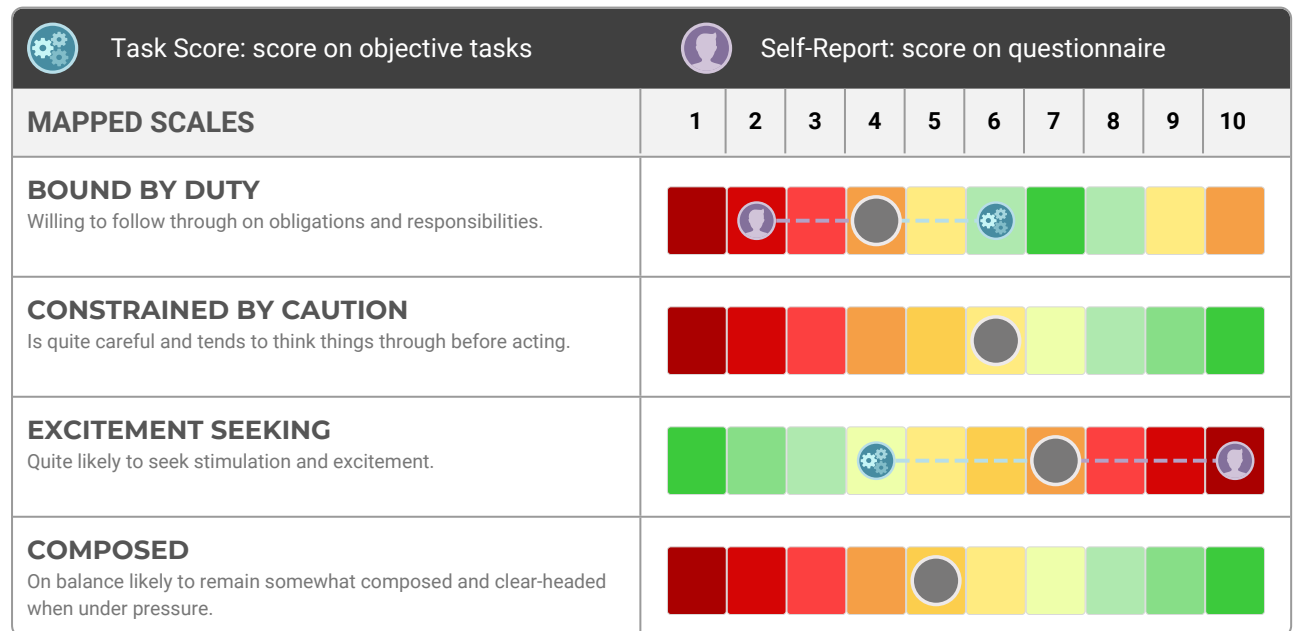 Task Score: score on objective tasks
Self-Report: score on questionnaire
MAPPED SCALES
1 2 3 4 5 6 7 8 9 10
BOUND BY DUTY
Willing to follow through on obligations and responsibilities.
CONSTRAINED BY CAUTION
Is quite careful and tends to think things through before acting.
EXCITEMENT SEEKING
Quite likely to seek stimulation and excitement.
COMPOSED
On balance likely to remain somewhat composed and clear-headed
when under pressure.